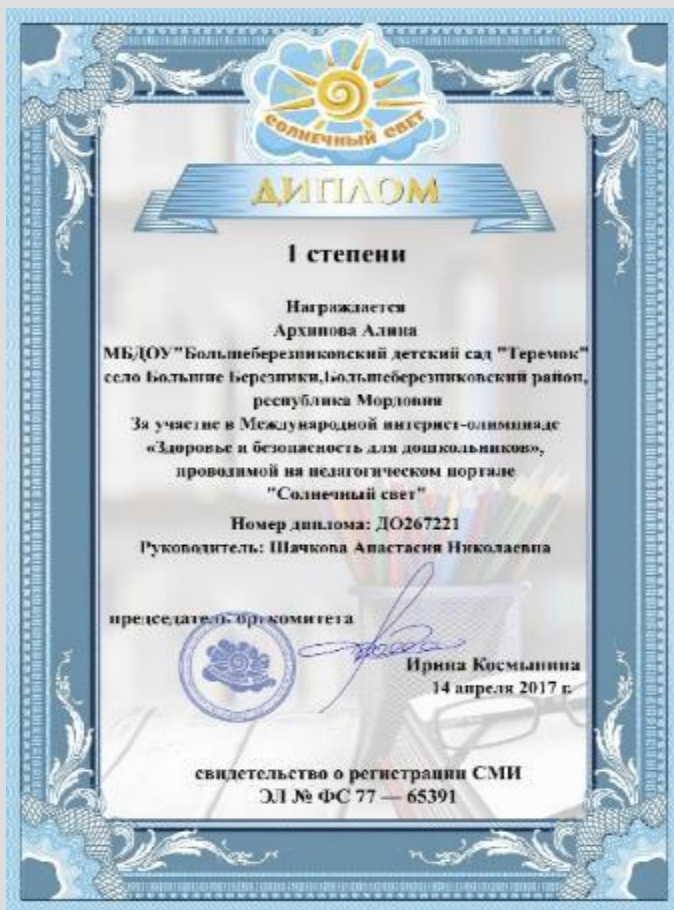 СОЛНЕЧНЫЙ СВЕТ
ДИПЛОМ
1 степени
Награждается
Архипова Алина
МБДОУ"Большеберезниковский детский сад "Теремок"
село Большие Березники,Большеберезниковский район,
республика Мордовия
За участие в Международной интернет-олимпиаде
«Здоровье и безопасность для дошкольников»,
проводимой на педагогическом портале
"Солнечный свет"
Номер диплома: ДО267221
Руководитель: Шачкова Анастасия Николаевна
председатель оргкомитета
Ирина Космынина
14 апреля 2017 г.
свидетельство о регистрации СМИ
ЭЛ № ФС 77 — 65391